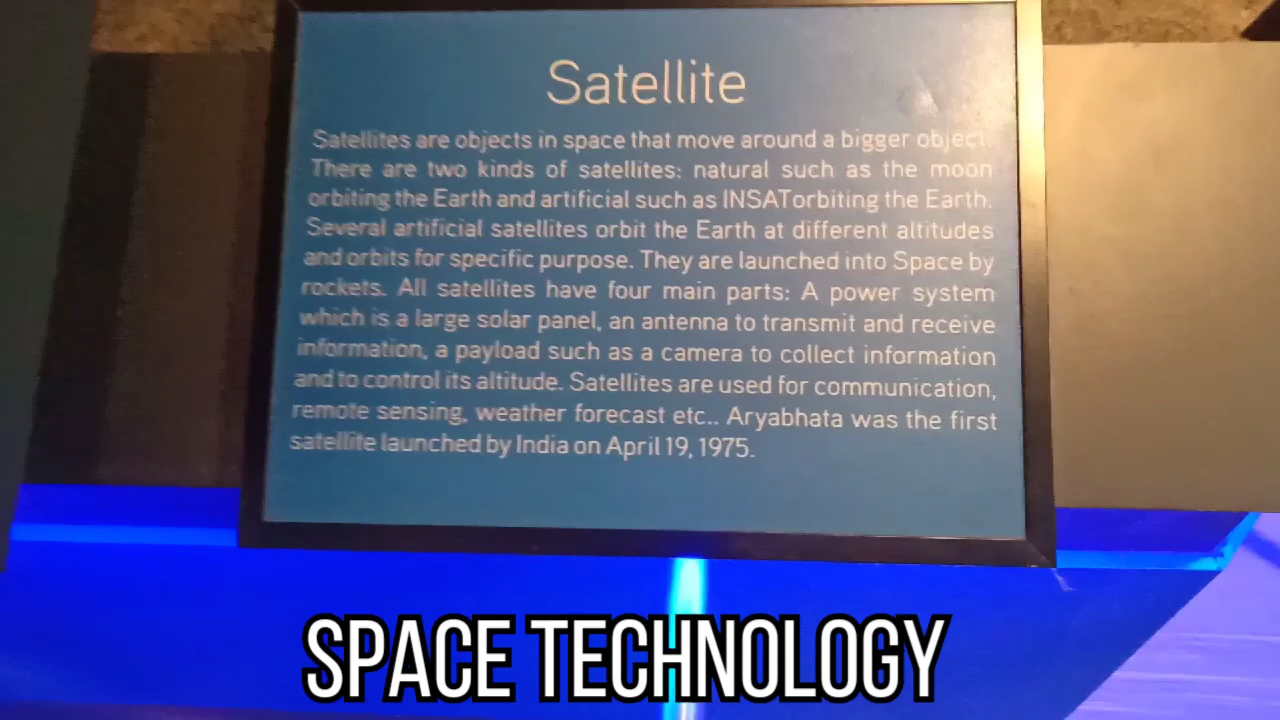 Satellite
Satellites are objects in space that move around a bigger object.
There are two kinds of satellites: natural such as the moon
orbiting the Earth and artificial such as INSAT orbiting the Earth.
Several artificial satellites orbit the Earth at different altitudes
and orbits for specific purpose. They are launched into Space by
rockets. All satellites have four main parts: A power system
which is a large solar panel, an antenna to transmit and receive
information, a payload such as a camera to collect information
and to control its altitude. Satellites are used for communication,
remote sensing, weather forecast etc.. Aryabhata was the first
satellite launched by India on April 19, 1975.
SPACE TECHNOLOGY